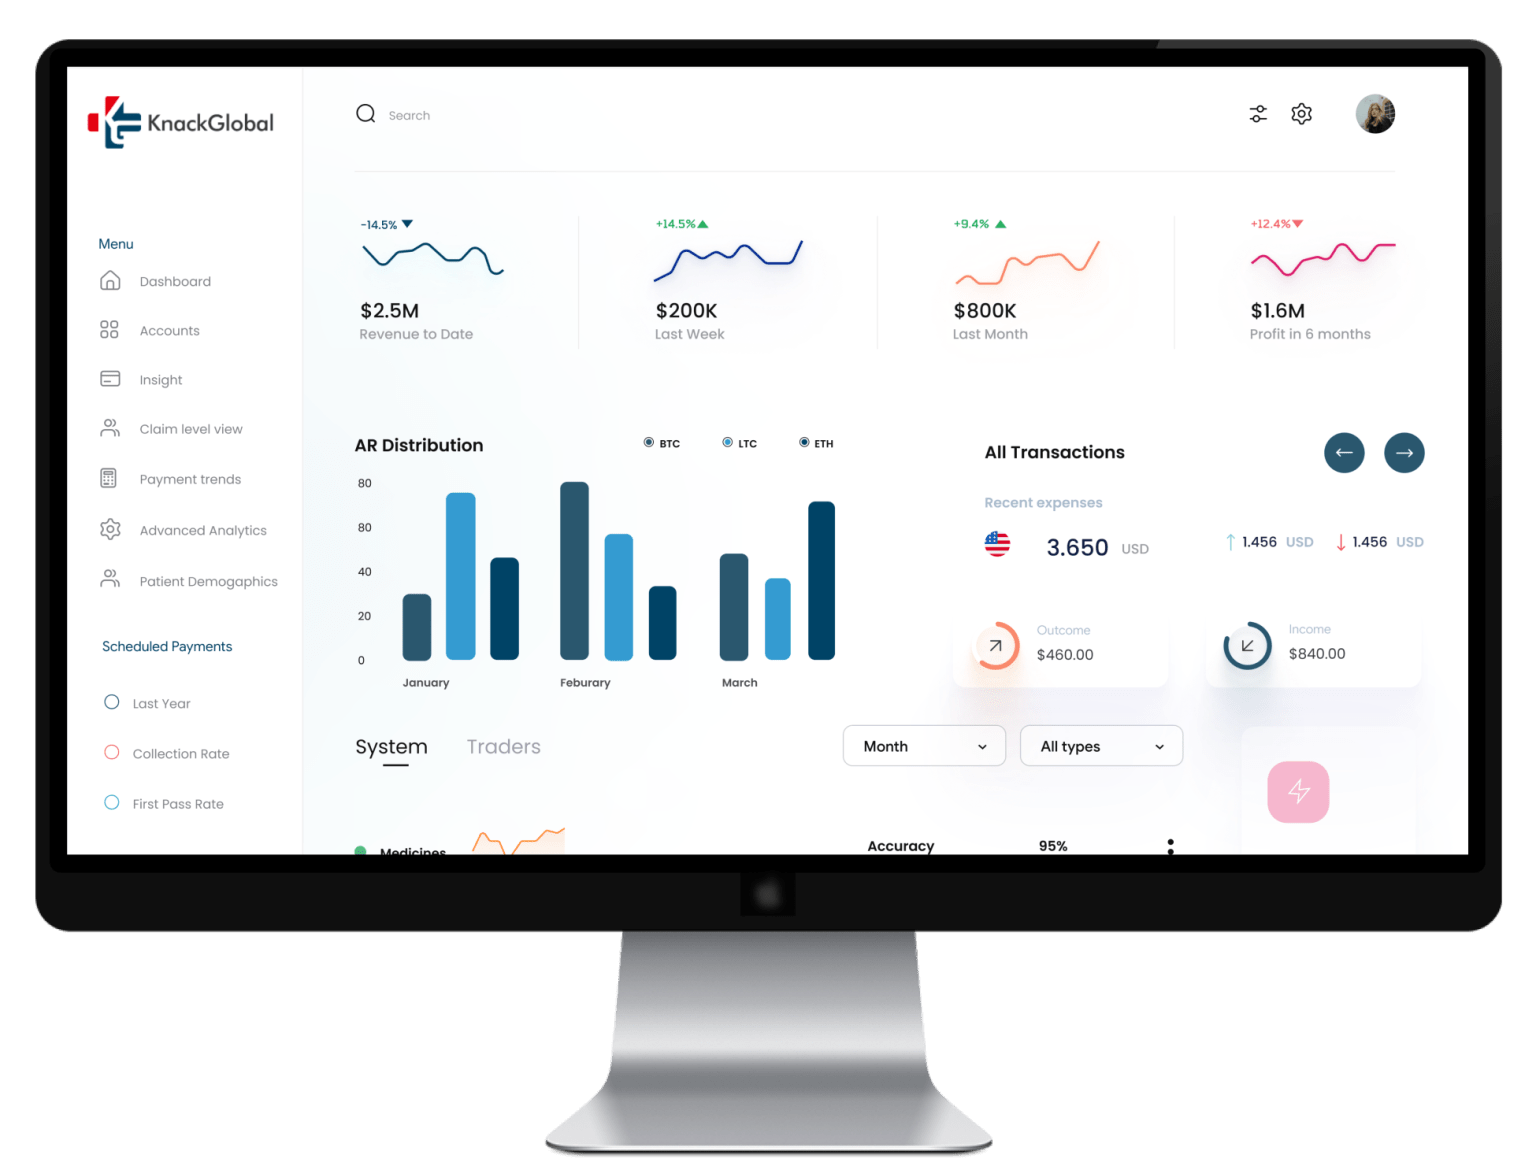 KnackGlobal
Search
Menu
Dashboard
Accounts
Insight
Claim level view
Payment trends
Advanced Analytics
Patient Demogaphics
Scheduled Payments
Last Year
Collection Rate
First Pass Rate
-14.5%
$2.5M
Revenue to Date
+14.5%
$200K
Last Week
+9.4%
$800K
Last Month
+12.4%
$1.6M
Profit in 6 months
AR Distribution
BTC LTC ETH
80
80
40
20
0
January Feburary March
All Transactions
Recent expenses
3.650 USD
1.456 USD 1.456 USD
Outcome
$460.00
Income
$840.00
System Traders
Month All types
Medicines Accuracy 95%